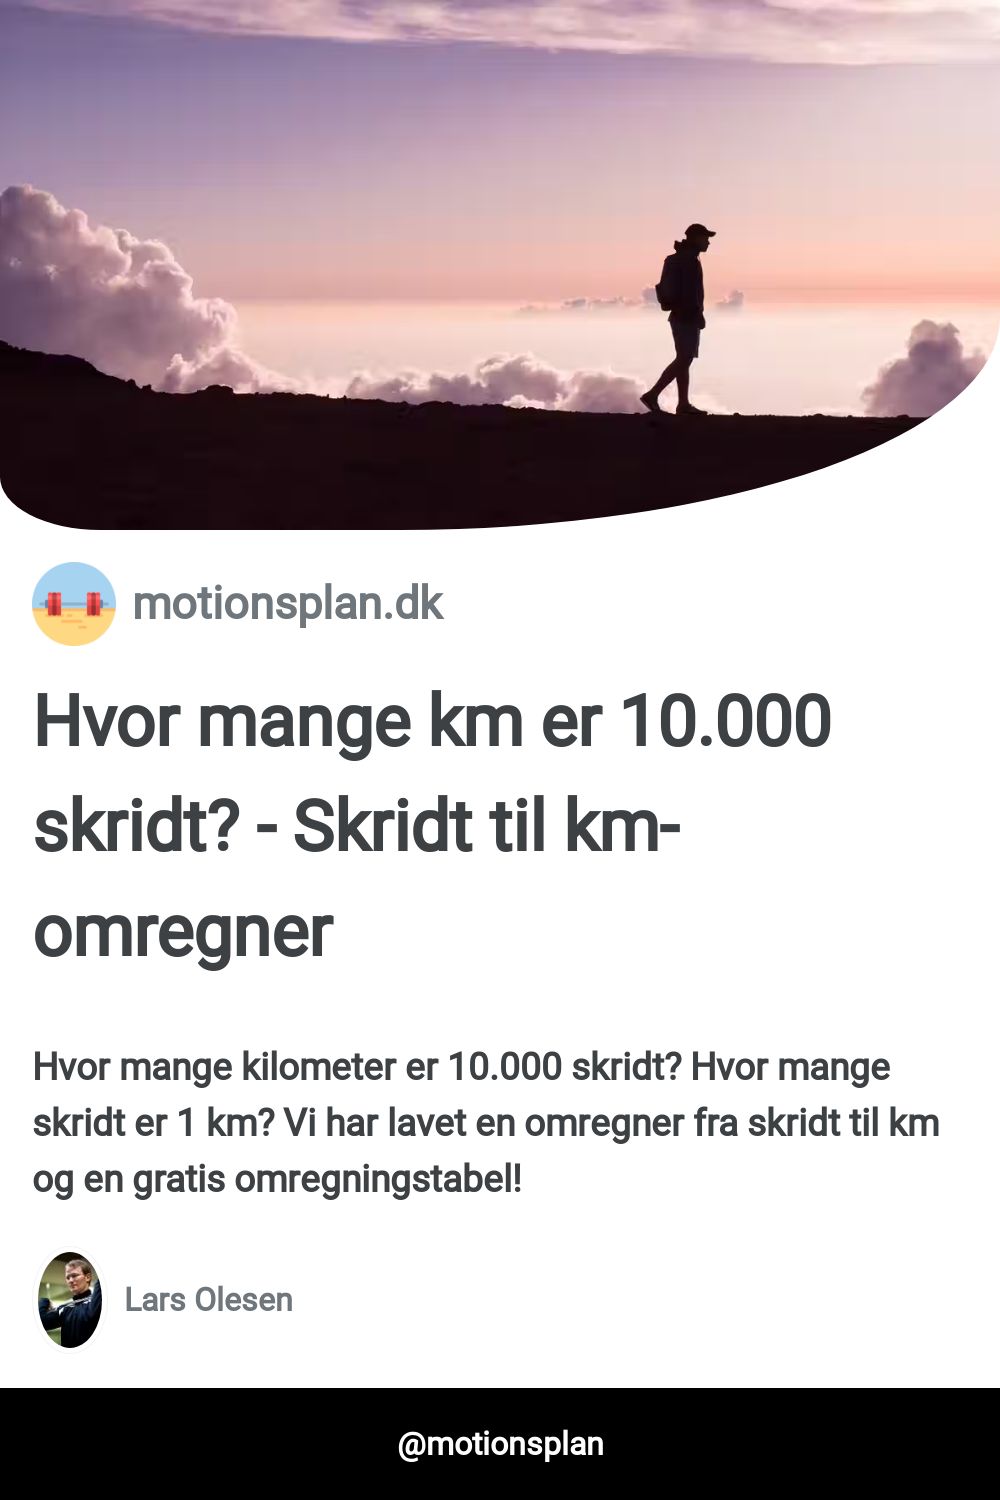 motionsplan.dk
Hvor mange km er 10.000
skridt? - Skridt til km-
omregner
Hvor mange kilometer er 10.000 skridt? Hvor mange
skridt er 1 km? Vi har lavet en omregner fra skridt til km
og en gratis omregningstabel!
Lars Olesen
@motionsplan